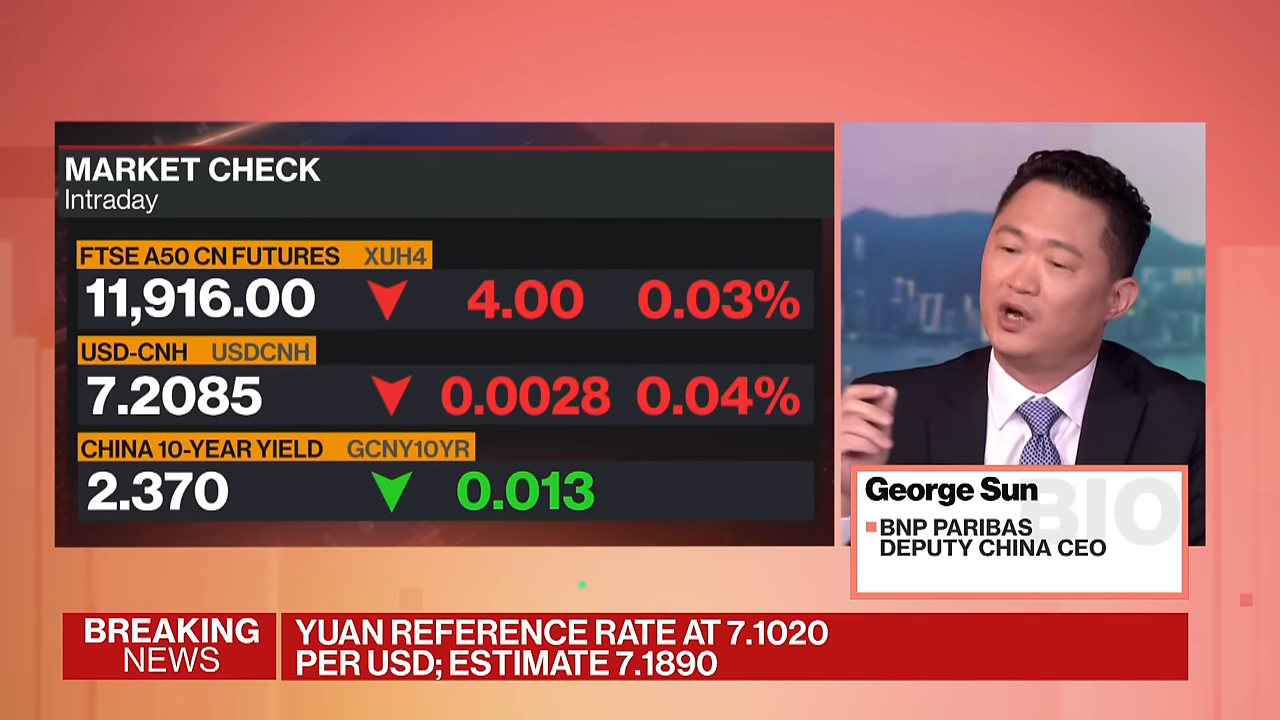 MARKET CHECK
Intraday
FTSE A50 CN FUTURES XUH4
11,916.00 4.00 0.03%
USD-CNH USDCNH
7.2085 0.0028 0.04%
CHINA 10-YEAR YIELD GCNY10YR
2.370 0.013
George Sun
BIO
BNP PARIBAS
DEPUTY CHINA CEO
BREAKING
NEWS
YUAN REFERENCE RATE AT 7.1020
PER USD; ESTIMATE 7.1890